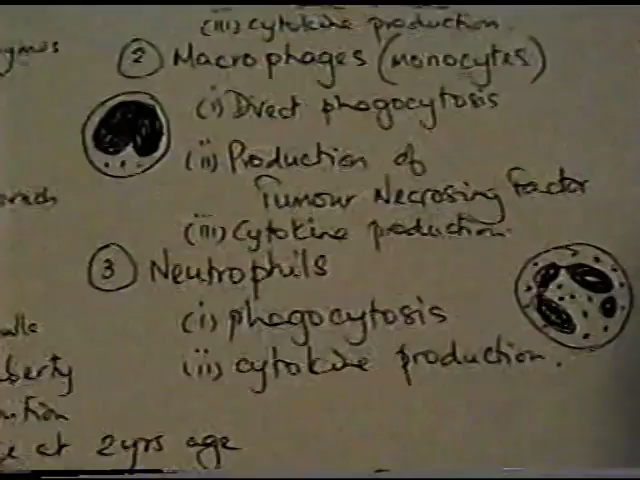 (iii) cytokine production.
② Macrophages (monocytes)
(i) Direct phagocytosis
(ii) Production of
Tumour Necrosing Factor
(iii) Cytokine production.
③ Neutrophils
(i) phagocytosis
(ii) cytokine production.
at 2yrs age